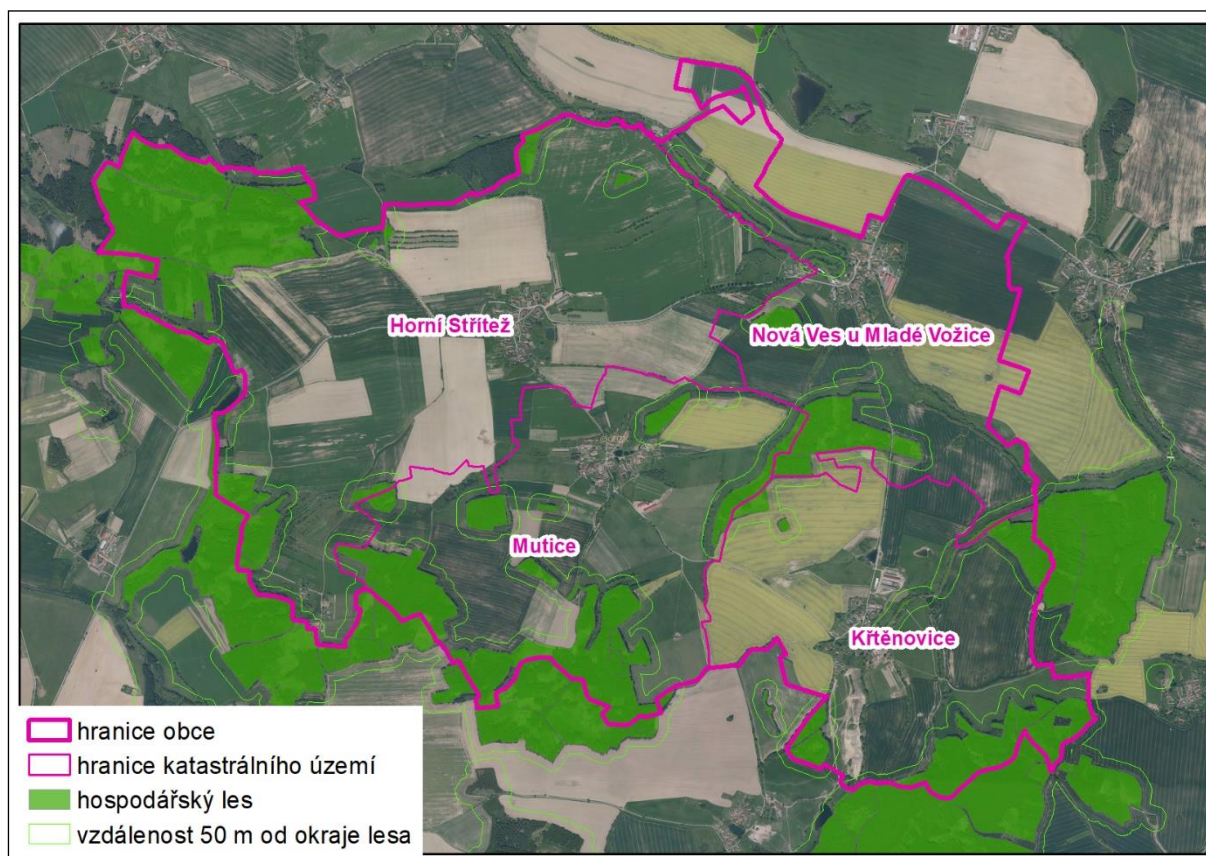 Horní Střítež
Nová Ves u Mladé Vožice
Mutice
Křtěnovice
hranice obce
hranice katastrálního území
hospodářský les
vzdálenost 50 m od okraje lesa